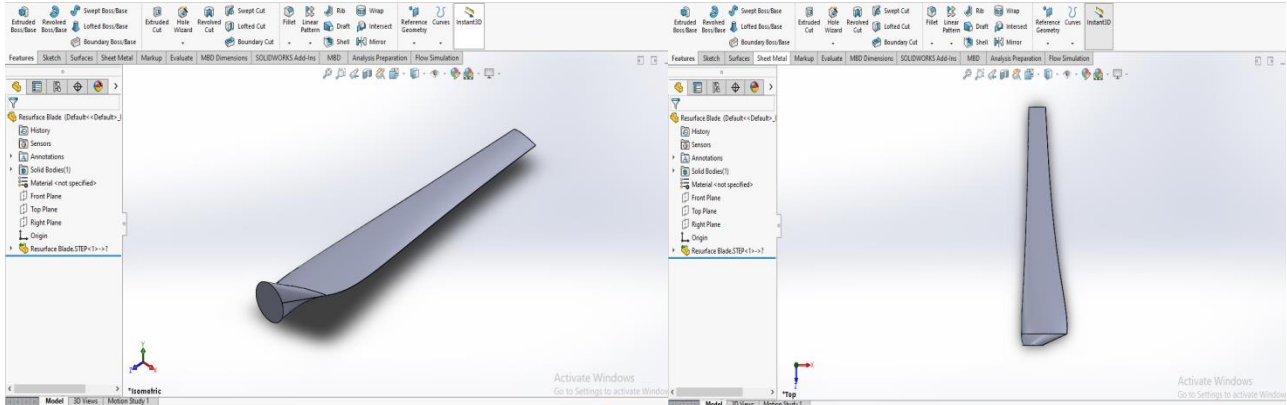 Extruded Boss/Base
Revolved Boss/Base
Swept Boss/Base
Lofted Boss/Base
Boundary Boss/Base
Extruded Cut
Hole Wizard
Revolved Cut
Swept Cut
Lofted Cut
Boundary Cut
Fillet
Linear Pattern
Rib
Draft
Shell
Wrap
Intersect
Mirror
Reference Geometry
Curves
Instant3D
Features Sketch Surfaces Sheet Metal Markup Evaluate MBD Dimensions SOLIDWORKS Add-Ins MBD Analysis Preparation Flow Simulation
Resurface Blade (Default<<Default>_
History
Sensors
Annotations
Solid Bodies(1)
Material <not specified>
Front Plane
Top Plane
Right Plane
Origin
Resurface Blade.STEP<1>->?
Y
Z
X
*Isometric
Activate Windows
Go to Settings to activate Window
Model 3D Views Motion Study 1
Extruded Boss/Base
Revolved Boss/Base
Swept Boss/Base
Lofted Boss/Base
Boundary Boss/Base
Extruded Cut
Hole Wizard
Revolved Cut
Swept Cut
Lofted Cut
Boundary Cut
Fillet
Linear Pattern
Rib
Draft
Shell
Wrap
Intersect
Mirror
Reference Geometry
Curves
Instant3D
Features Sketch Surfaces Sheet Metal Markup Evaluate MBD Dimensions SOLIDWORKS Add-Ins MBD Analysis Preparation Flow Simulation
Resurface Blade (Default<<Default>_
History
Sensors
Annotations
Solid Bodies(1)
Material <not specified>
Front Plane
Top Plane
Right Plane
Origin
Resurface Blade.STEP<1>->?
X
Z
*Top
Activate Windows
Go to Settings to activate Windows
Model 3D Views Motion Study 1